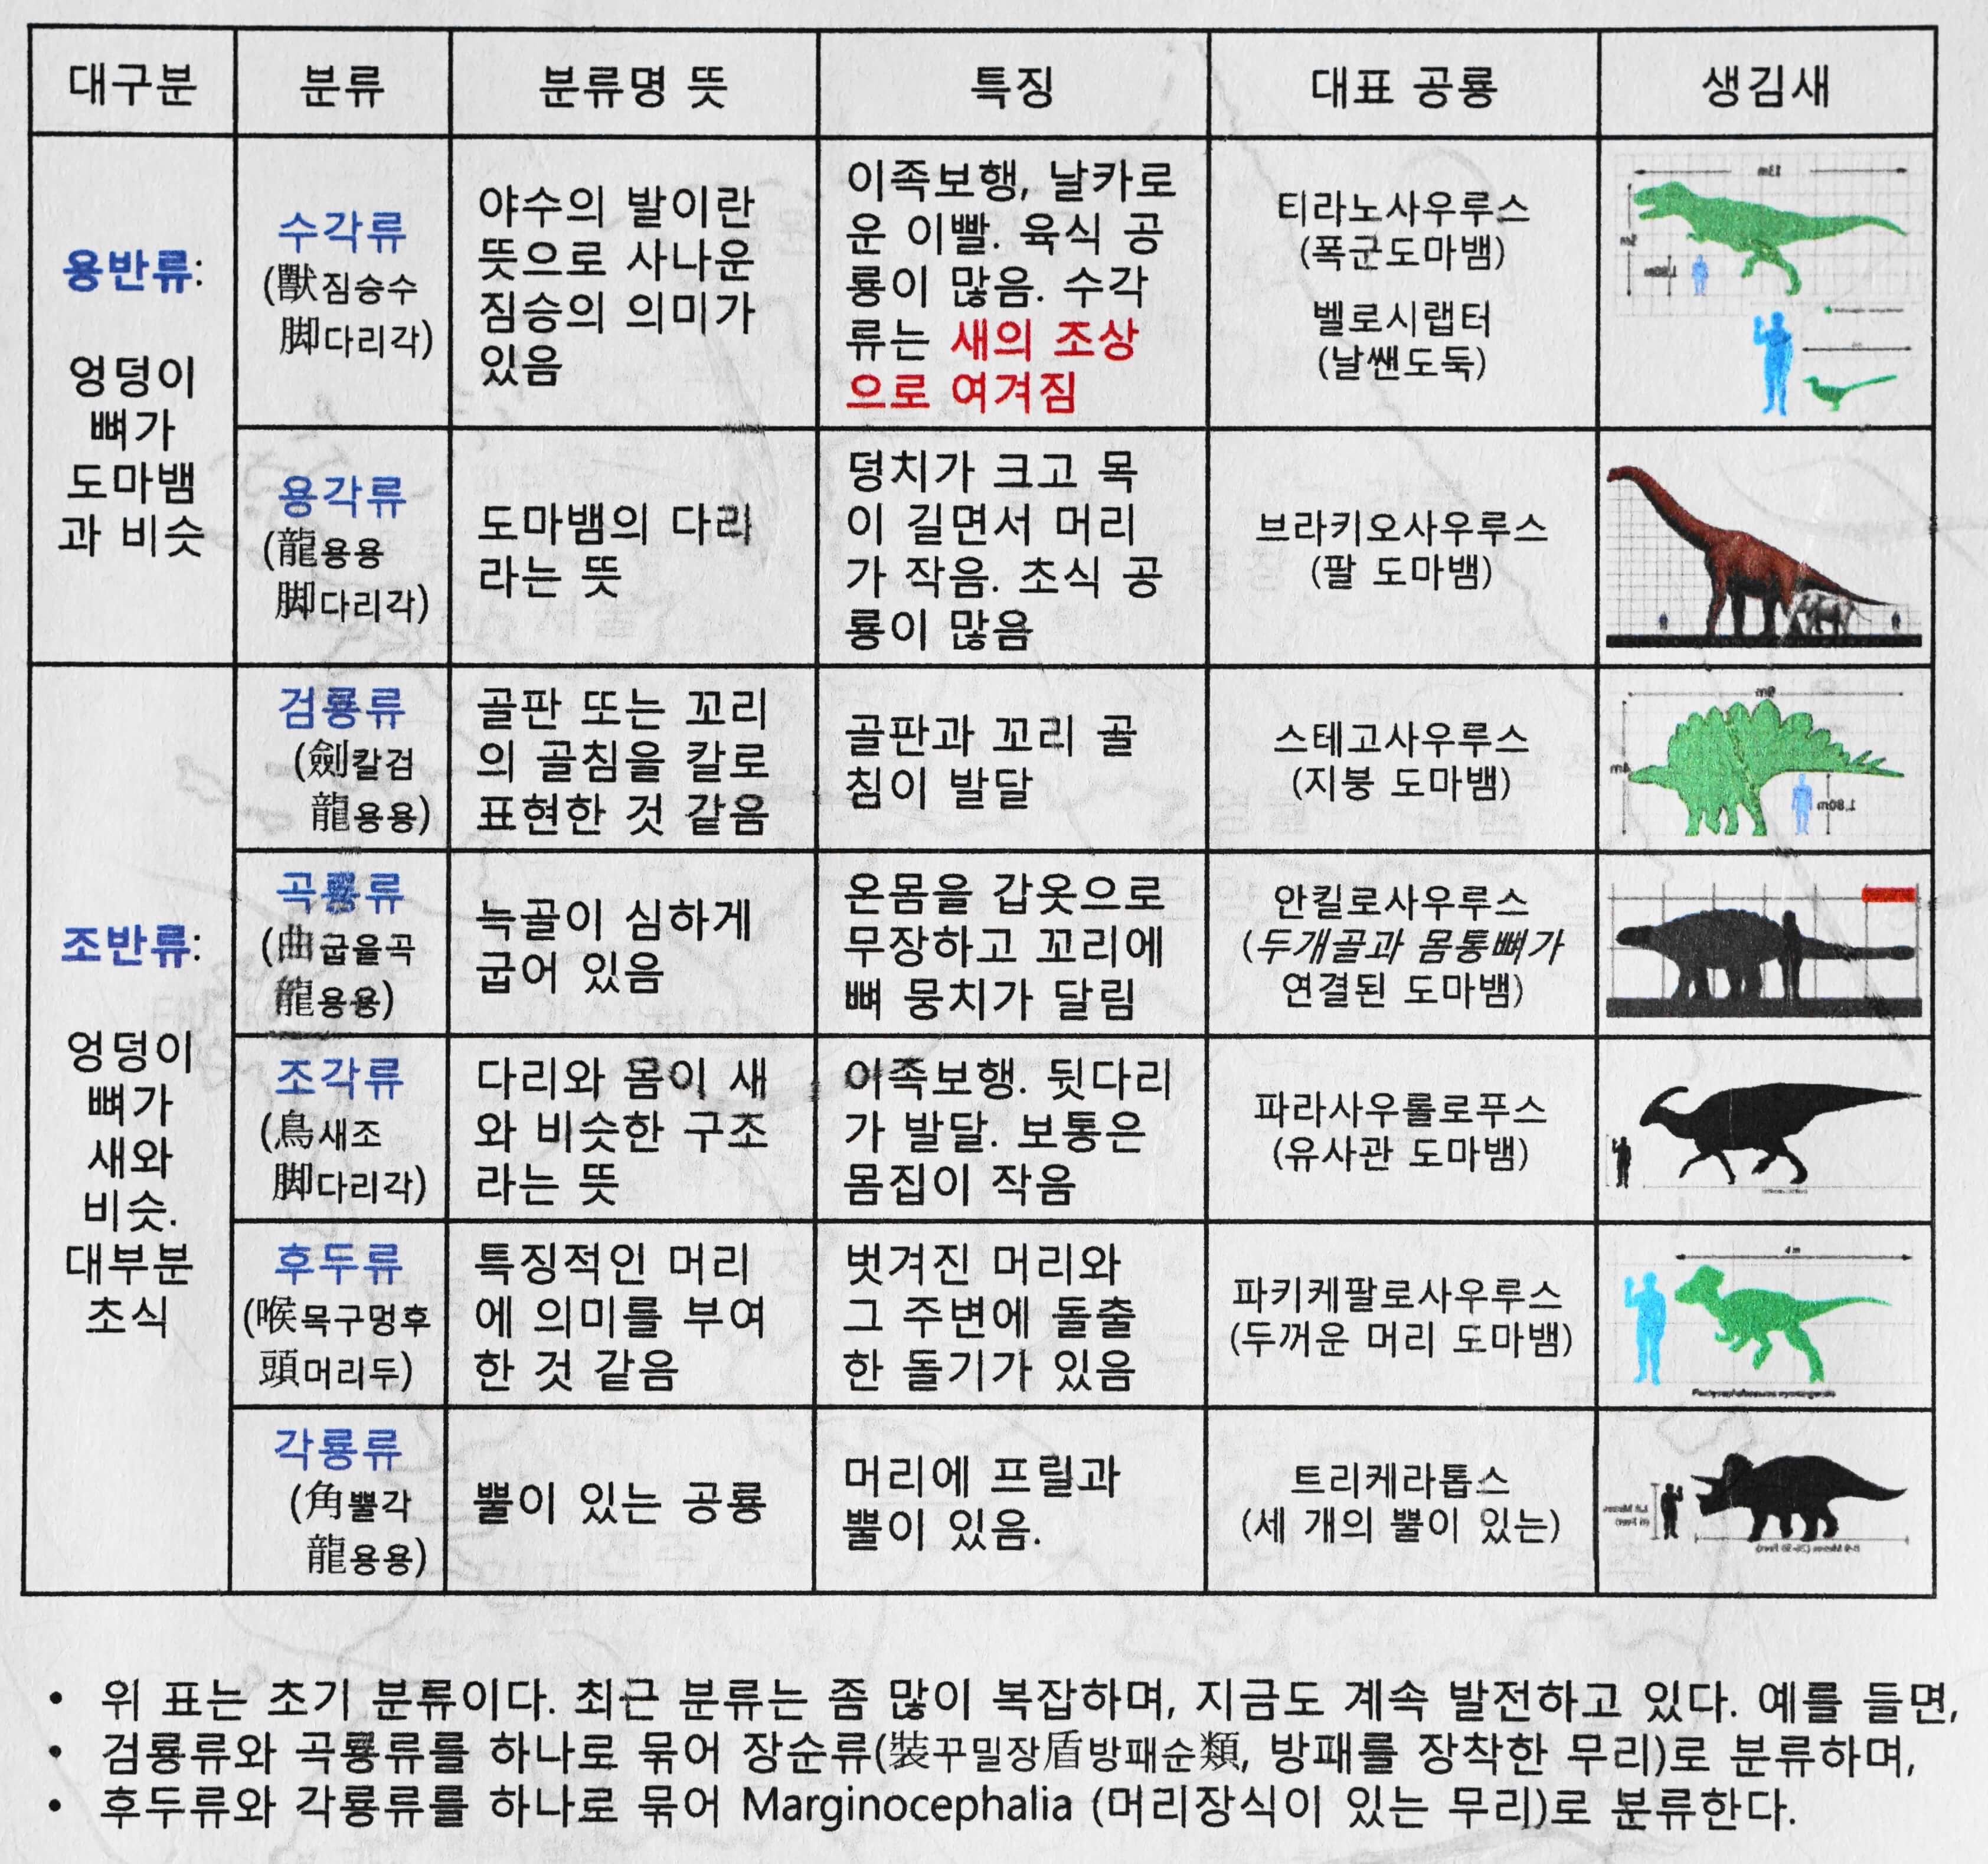 대구분 분류 분류명 뜻 특징 대표 공룡 생김새
용반류:
엉덩이
뼈가
도마뱀
과 비슷
수각류
(獸짐승수
脚다리각)
야수의 발이란
뜻으로 사나운
짐승의 의미가
있음
이족보행, 날카로
운 이빨. 육식 공
룡이 많음. 수각
류는 새의 조상
으로 여겨짐
티라노사우루스
(폭군도마뱀)
벨로시랩터
(날쌘도둑)
13m
1.80m
용각류
(龍용용
脚다리각)
도마뱀의 다리
라는 뜻
덩치가 크고 목
이 길면서 머리
가 작음. 초식 공
룡이 많음
브라키오사우루스
(팔 도마뱀)
조반류:
엉덩이
뼈가
새와
비슷.
대부분
초식
검룡류
(劍칼검
龍용용)
골판 또는 꼬리
의 골침을 칼로
표현한 것 같음
골판과 꼬리 골
침이 발달
스테고사우루스
(지붕 도마뱀)
9m
4m
1.80m
곡룡류
(曲굽을곡
龍용용)
늑골이 심하게
굽어 있음
온몸을 갑옷으로
무장하고 꼬리에
뼈 뭉치가 달림
안킬로사우루스
(두개골과 몸통뼈가
연결된 도마뱀)
조각류
(鳥새조
脚다리각)
다리와 몸이 새
와 비슷한 구조
라는 뜻
이족보행. 뒷다리
가 발달. 보통은
몸집이 작음
파라사우롤로푸스
(유사관 도마뱀)
후두류
(喉목구멍후
頭머리두)
특징적인 머리
에 의미를 부여
한 것 같음
벗겨진 머리와
그 주변에 돌출
한 돌기가 있음
파키케팔로사우루스
(두꺼운 머리 도마뱀)
4m
각룡류
(角뿔각
龍용용)
뿔이 있는 공룡
머리에 프릴과
뿔이 있음.
트리케라톱스
(세 개의 뿔이 있는)
• 위 표는 초기 분류이다. 최근 분류는 좀 많이 복잡하며, 지금도 계속 발전하고 있다. 예를 들면,
• 검룡류와 곡룡류를 하나로 묶어 장순류(裝꾸밀장盾방패순類, 방패를 장착한 무리)로 분류하며,
• 후두류와 각룡류를 하나로 묶어 Marginocephalia (머리장식이 있는 무리)로 분류한다.